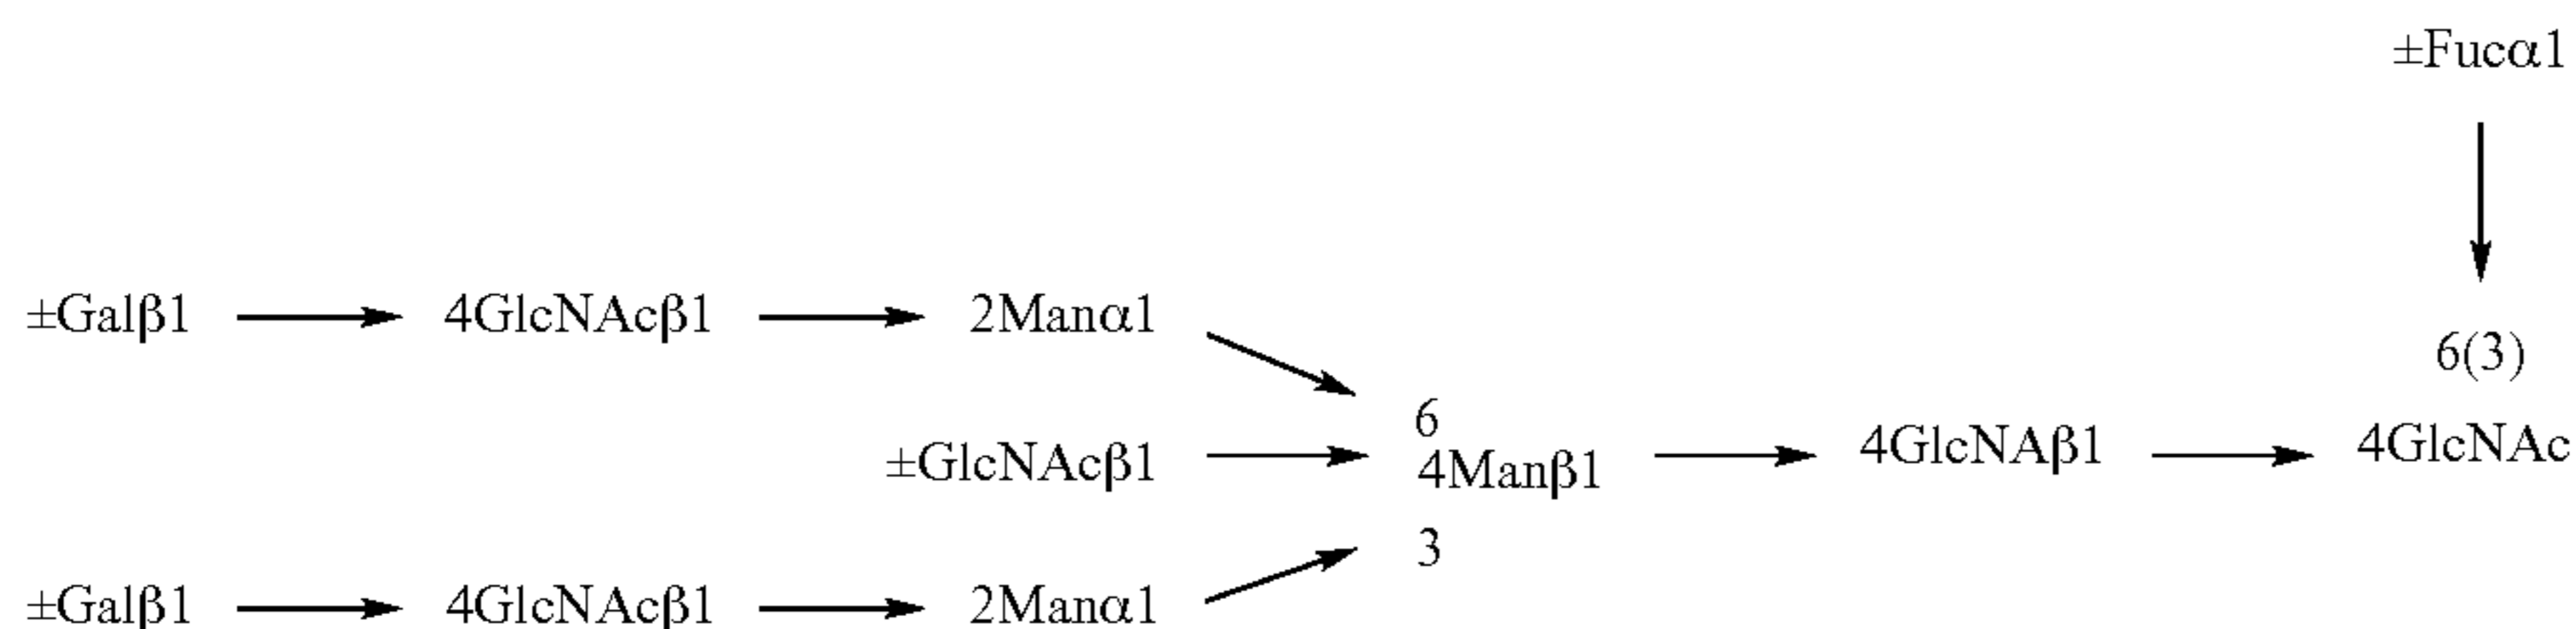 ±Fucα1
±Galβ1 4GlcNAcβ1 2Manα1 6(3)
6
±GlcNAcβ1 4Manβ1 4GlcNAβ1 4GlcNAc
3
±Galβ1 4GlcNAcβ1 2Manα1